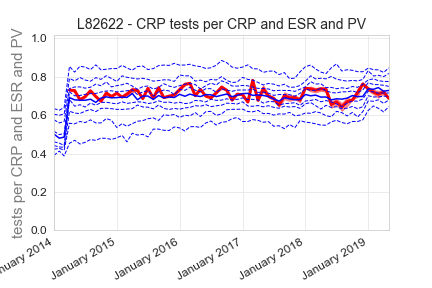 L82622 - CRP tests per CRP and ESR and PV
tests per CRP and ESR and PV
1.0
0.8
0.6
0.4
0.2
0.0
nuary 2014
January 2015
January 2016
January 2017
January 2018
January 2019